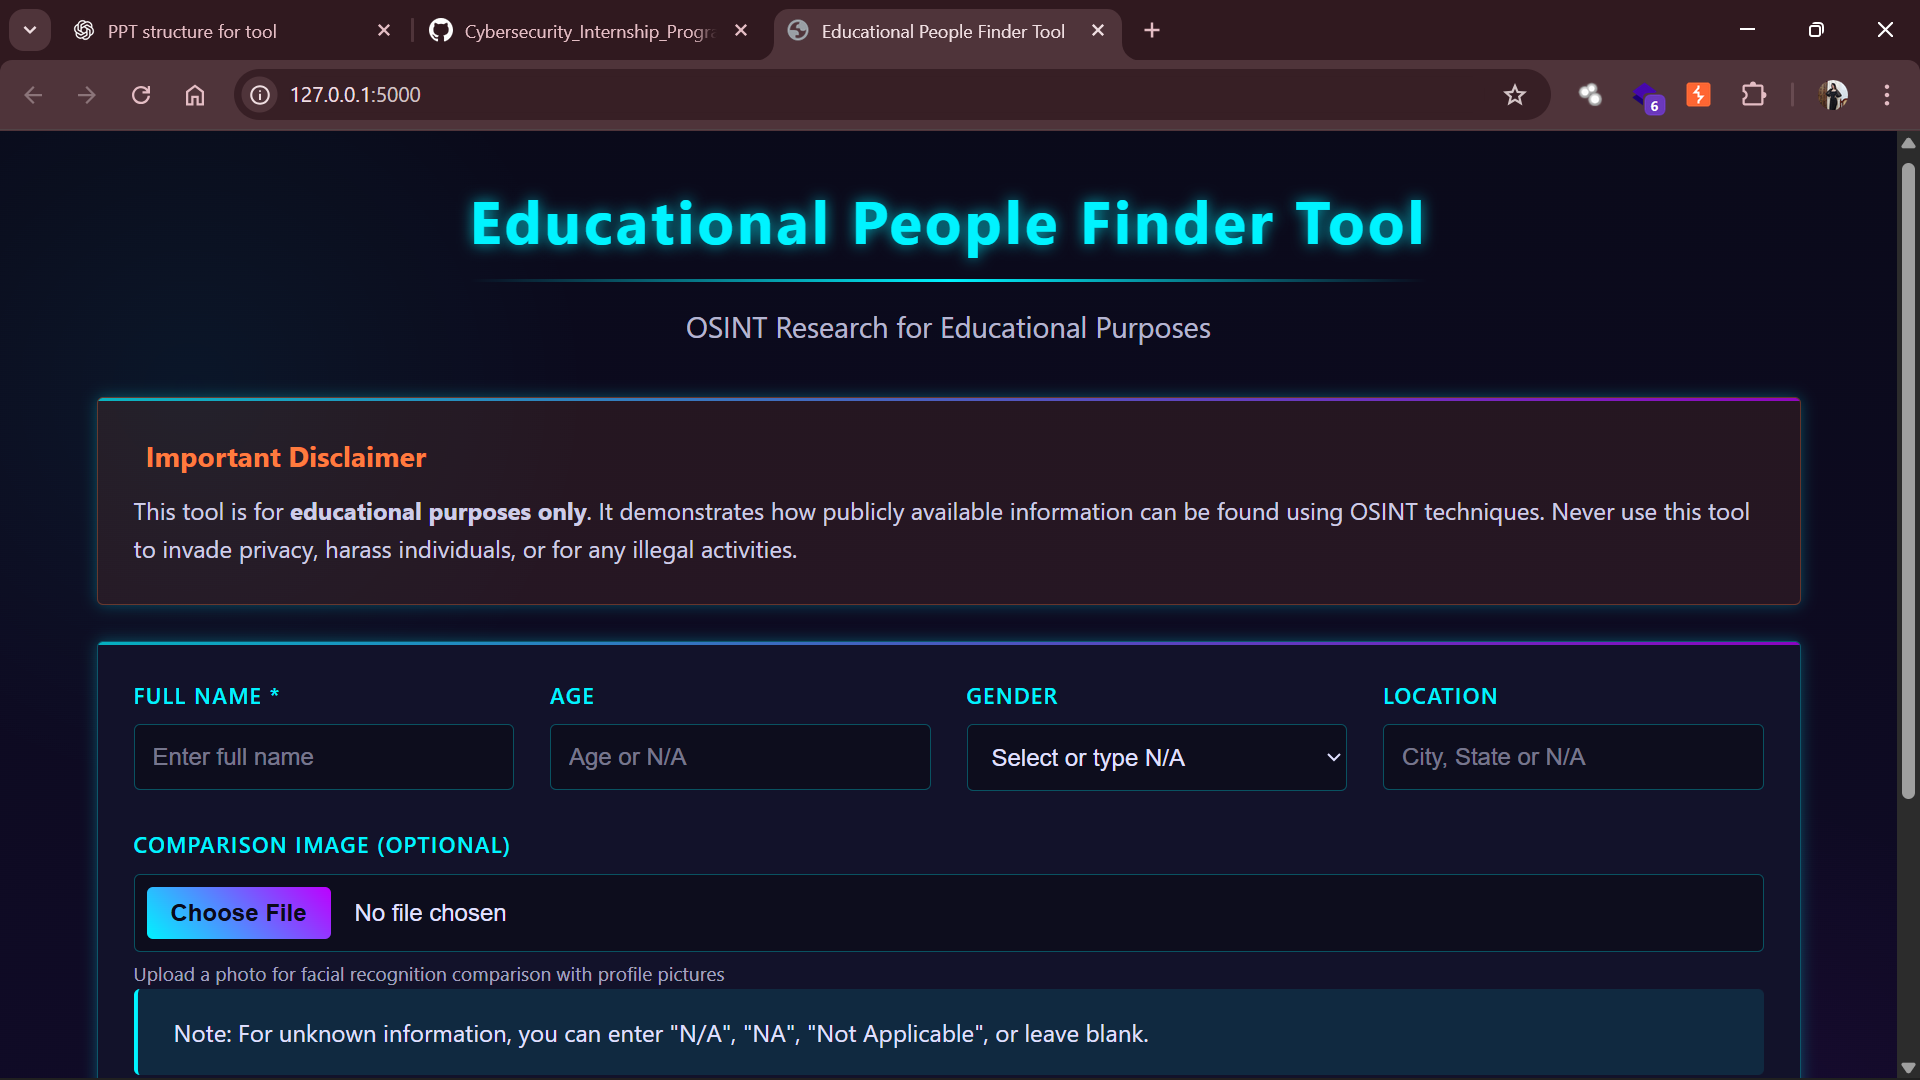 PPT structure for tool
Cybersecurity_Internship_Progra
Educational People Finder Tool
127.0.0.1:5000
6
Educational People Finder Tool
OSINT Research for Educational Purposes
Important Disclaimer
This tool is for educational purposes only. It demonstrates how publicly available information can be found using OSINT techniques. Never use this tool
to invade privacy, harass individuals, or for any illegal activities.
FULL NAME *
AGE
GENDER
LOCATION
Enter full name
Age or N/A
Select or type N/A
City, State or N/A
COMPARISON IMAGE (OPTIONAL)
Choose File No file chosen
Upload a photo for facial recognition comparison with profile pictures
Note: For unknown information, you can enter "N/A", "NA", "Not Applicable", or leave blank.